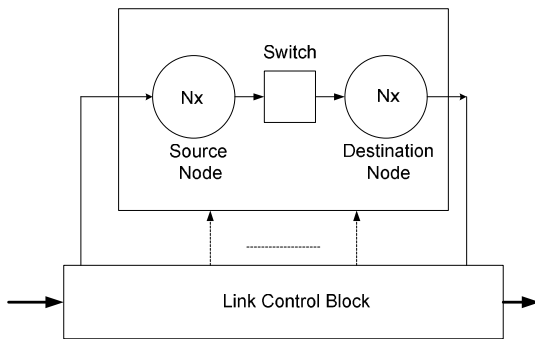 Switch
Nx
Nx
Source
Node
Destination
Node
Link Control Block